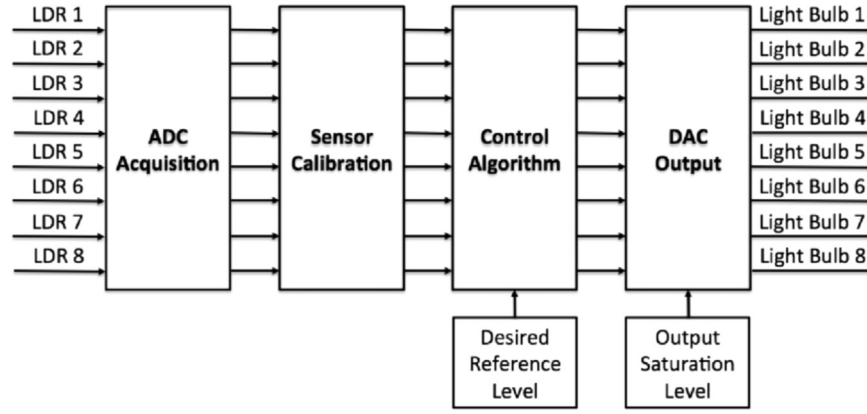 LDR 1
LDR 2
LDR 3
LDR 4
LDR 5
LDR 6
LDR 7
LDR 8
ADC
Acquisition
Sensor
Calibration
Control
Algorithm
DAC
Output
Light Bulb 1
Light Bulb 2
Light Bulb 3
Light Bulb 4
Light Bulb 5
Light Bulb 6
Light Bulb 7
Light Bulb 8
Desired
Reference
Level
Output
Saturation
Level